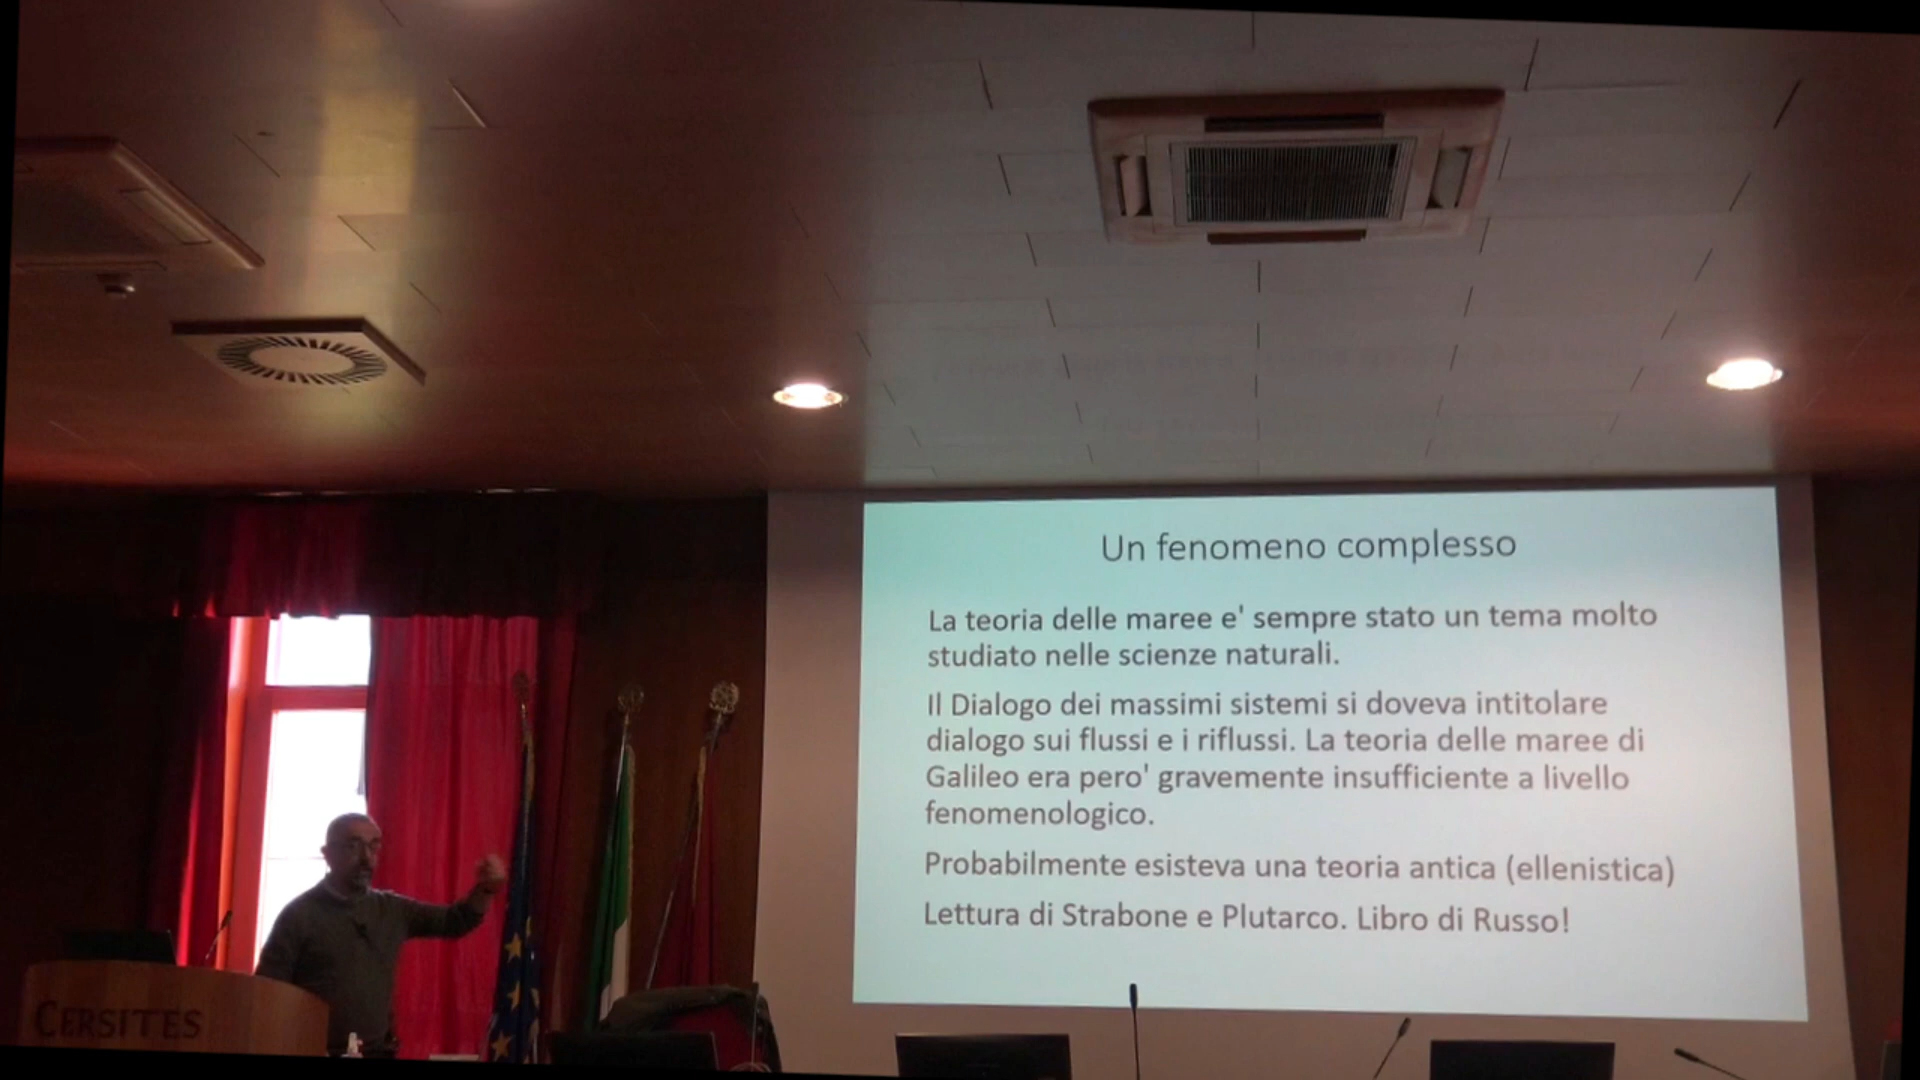 Un fenomeno complesso
La teoria delle maree e' sempre stato un tema molto
studiato nelle scienze naturali.
Il Dialogo dei massimi sistemi si doveva intitolare
dialogo sui flussi e i riflussi. La teoria delle maree di
Galileo era pero' gravemente insufficiente a livello
fenomenologico.
Probabilmente esisteva una teoria antica (ellenistica)
Lettura di Strabone e Plutarco. Libro di Russo!
CERSITES